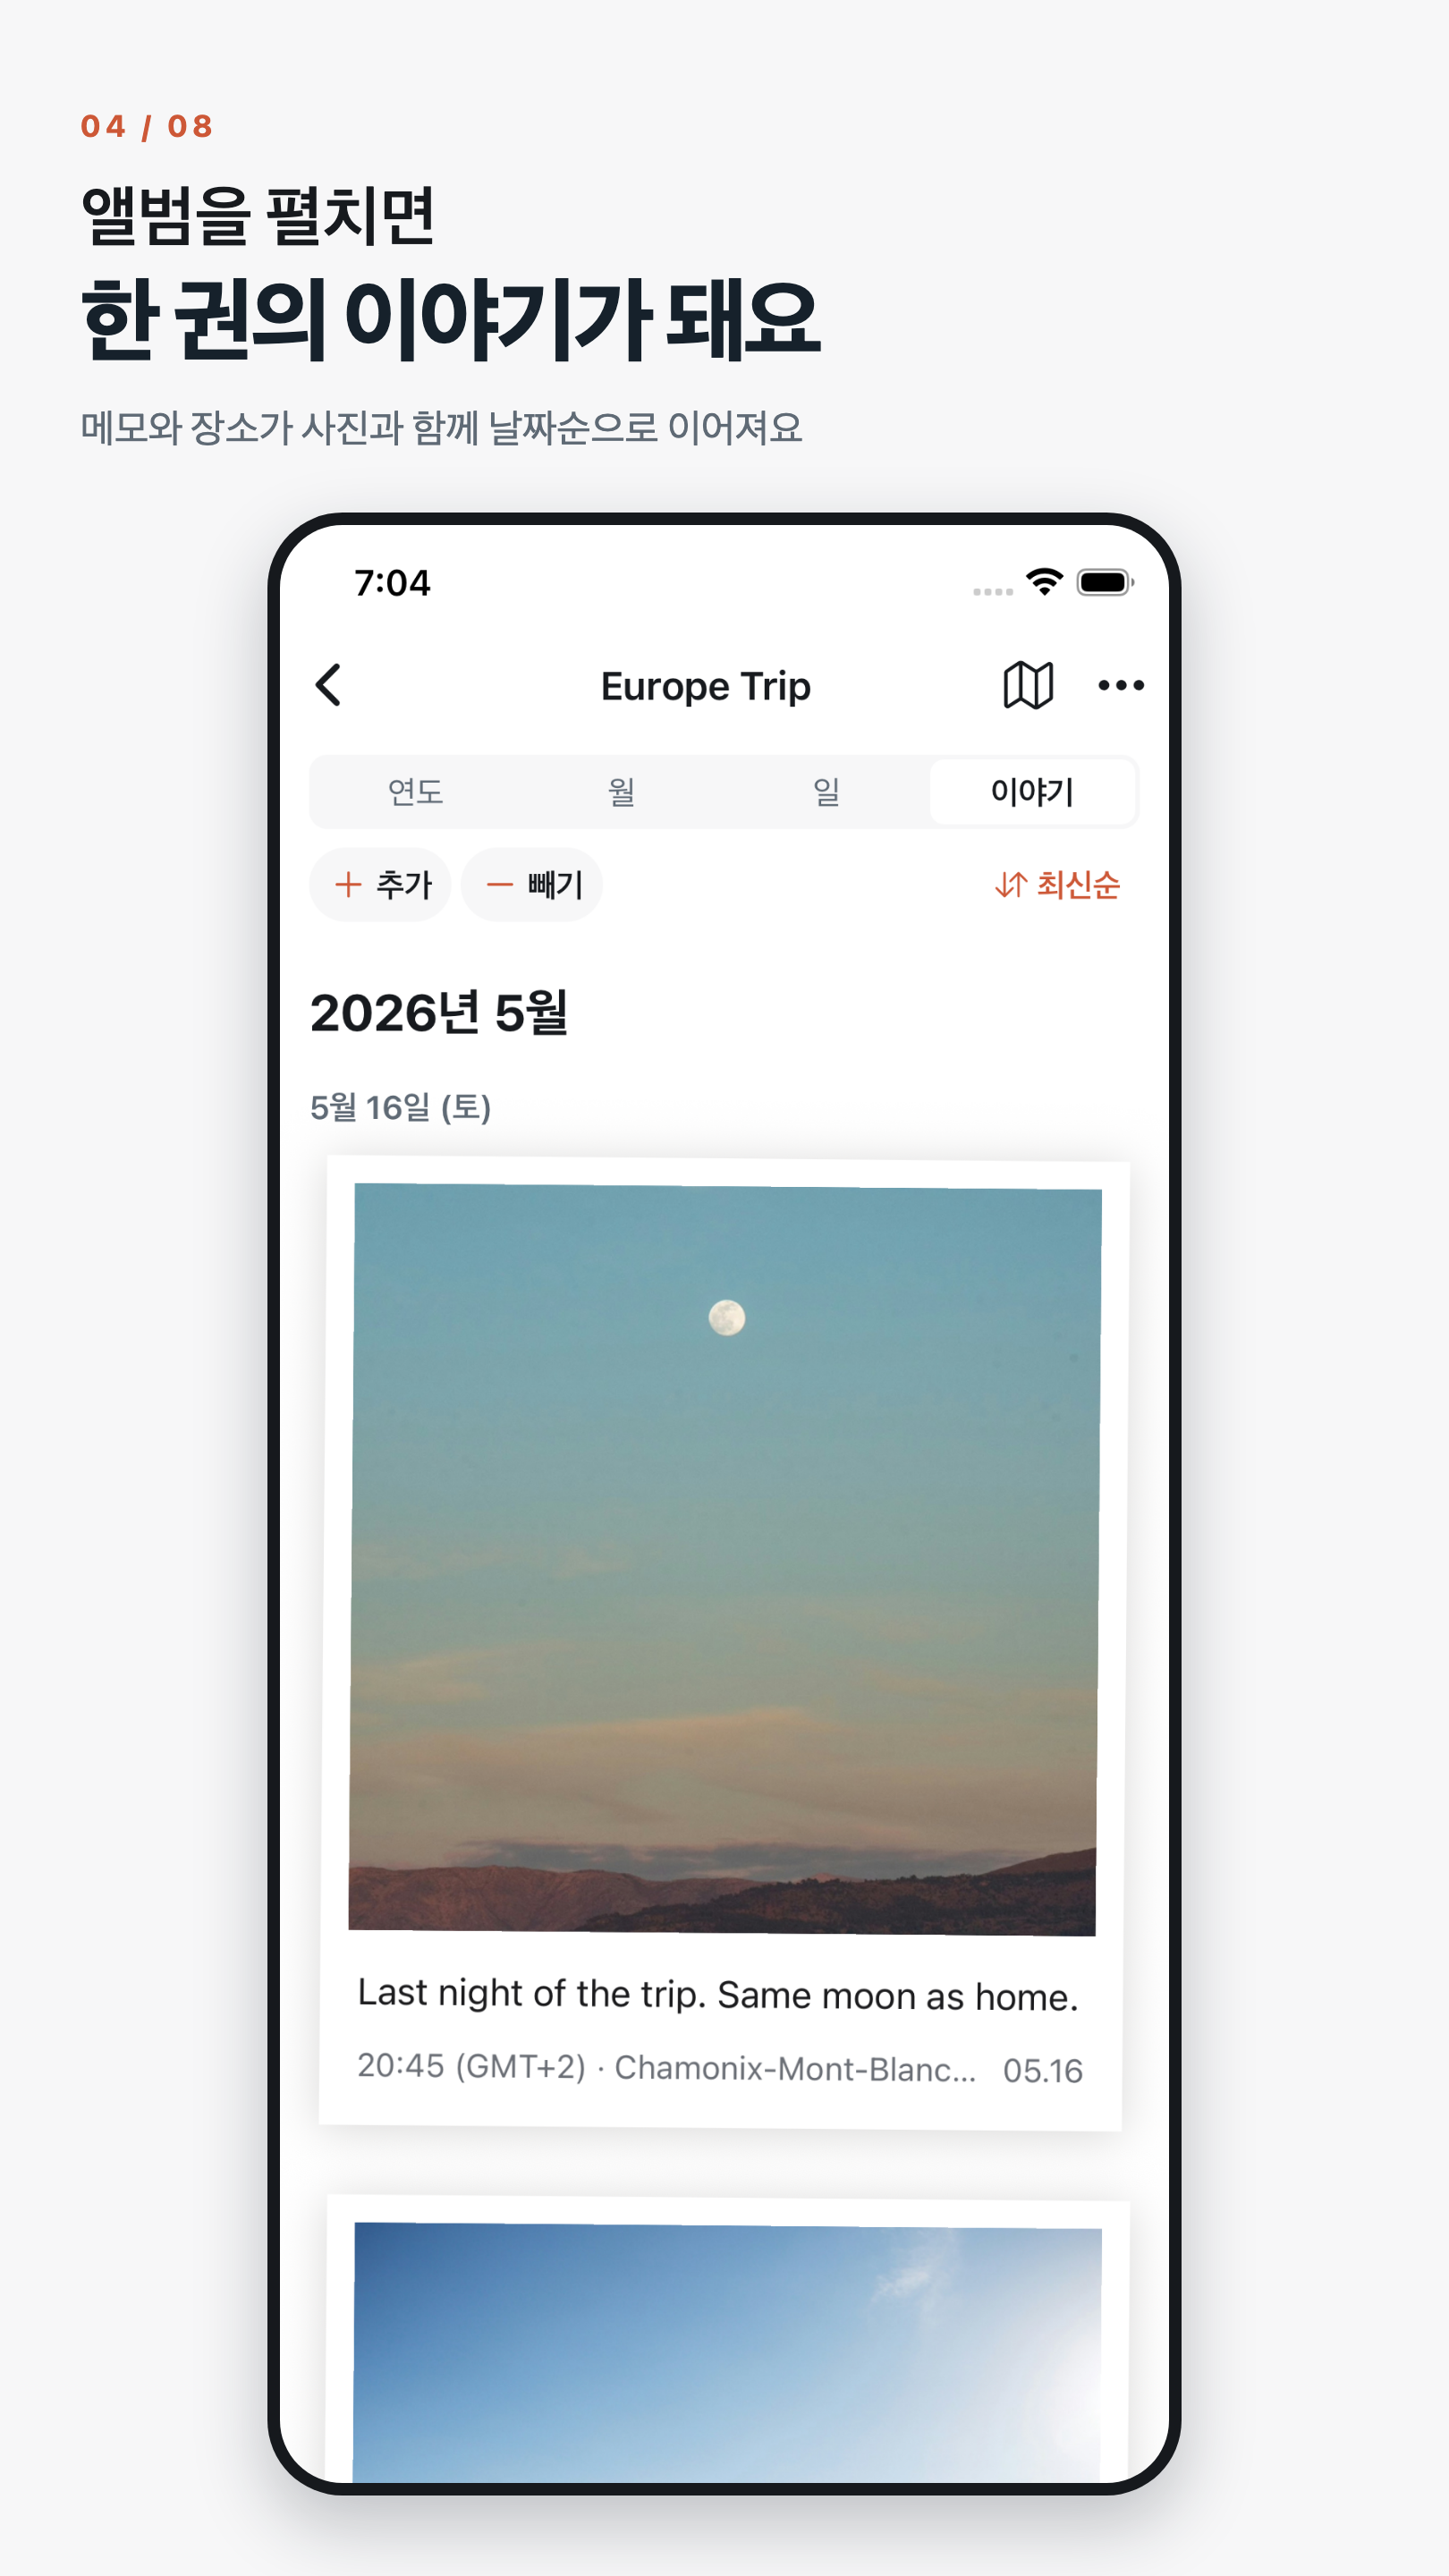 04 / 08
앨범을 펼치면
한 권의 이야기가 돼요
메모와 장소가 사진과 함께 날짜순으로 이어져요
7:04
Europe Trip
연도 월 일 이야기
추가 빼기 최신순
2026년 5월
5월 16일 (토)
Last night of the trip. Same moon as home.
20:45 (GMT+2) · Chamonix-Mont-Blanc... 05.16